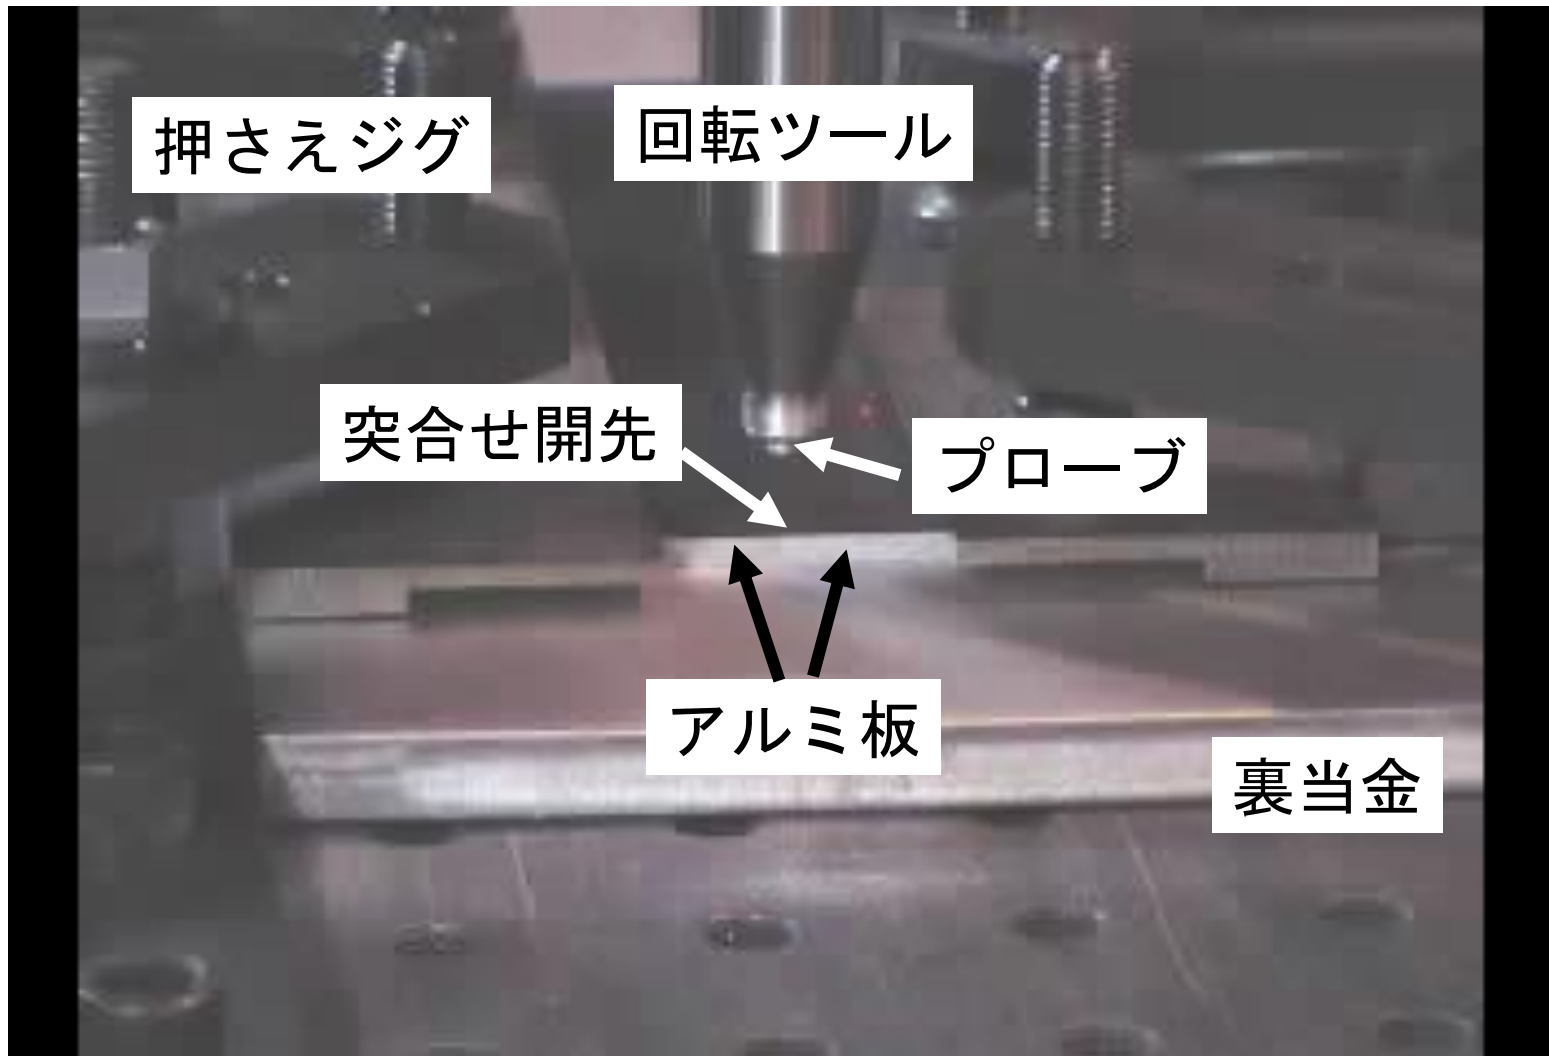 押さえジグ
回転ツール
突合せ開先
プローブ
アルミ板
裏当金